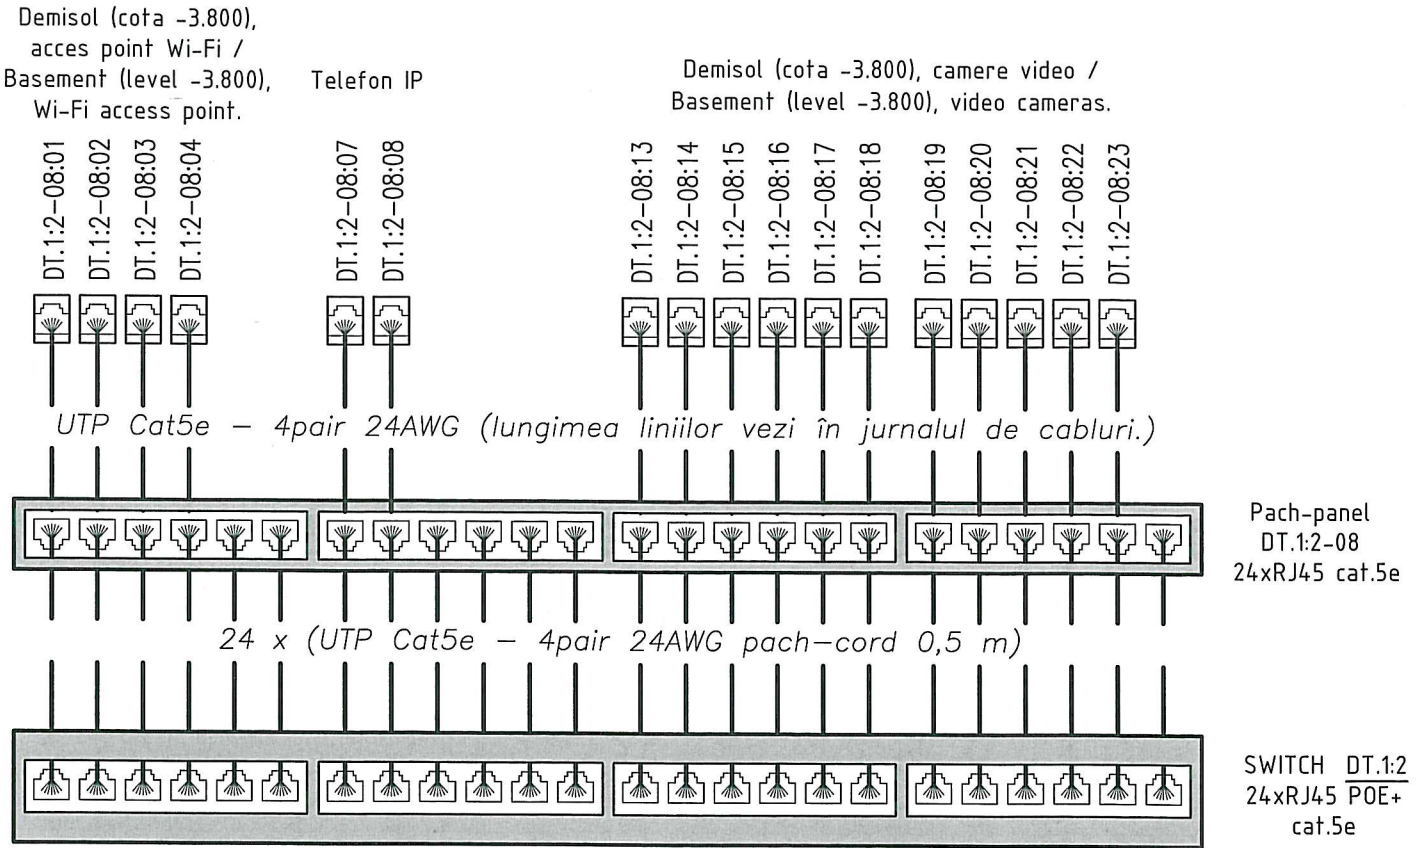 Demisol (cota -3.800),
acces point Wi-Fi /
Basement (level -3.800),
Wi-Fi access point.
Telefon IP
Demisol (cota -3.800), camere video /
Basement (level -3.800), video cameras.
DT.1:2-08:01
DT.1:2-08:02
DT.1:2-08:03
DT.1:2-08:04
DT.1:2-08:07
DT.1:2-08:08
DT.1:2-08:13
DT.1:2-08:14
DT.1:2-08:15
DT.1:2-08:16
DT.1:2-08:17
DT.1:2-08:18
DT.1:2-08:19
DT.1:2-08:20
DT.1:2-08:21
DT.1:2-08:22
DT.1:2-08:23
UTP Cat5e - 4pair 24AWG (lungimea liniilor vezi în jurnalul de cabluri.)
Pach-panel
DT.1:2-08
24xRJ45 cat.5e
24 x (UTP Cat5e - 4pair 24AWG pach-cord 0,5 m)
SWITCH DT.1:2
24xRJ45 POE+
cat.5e